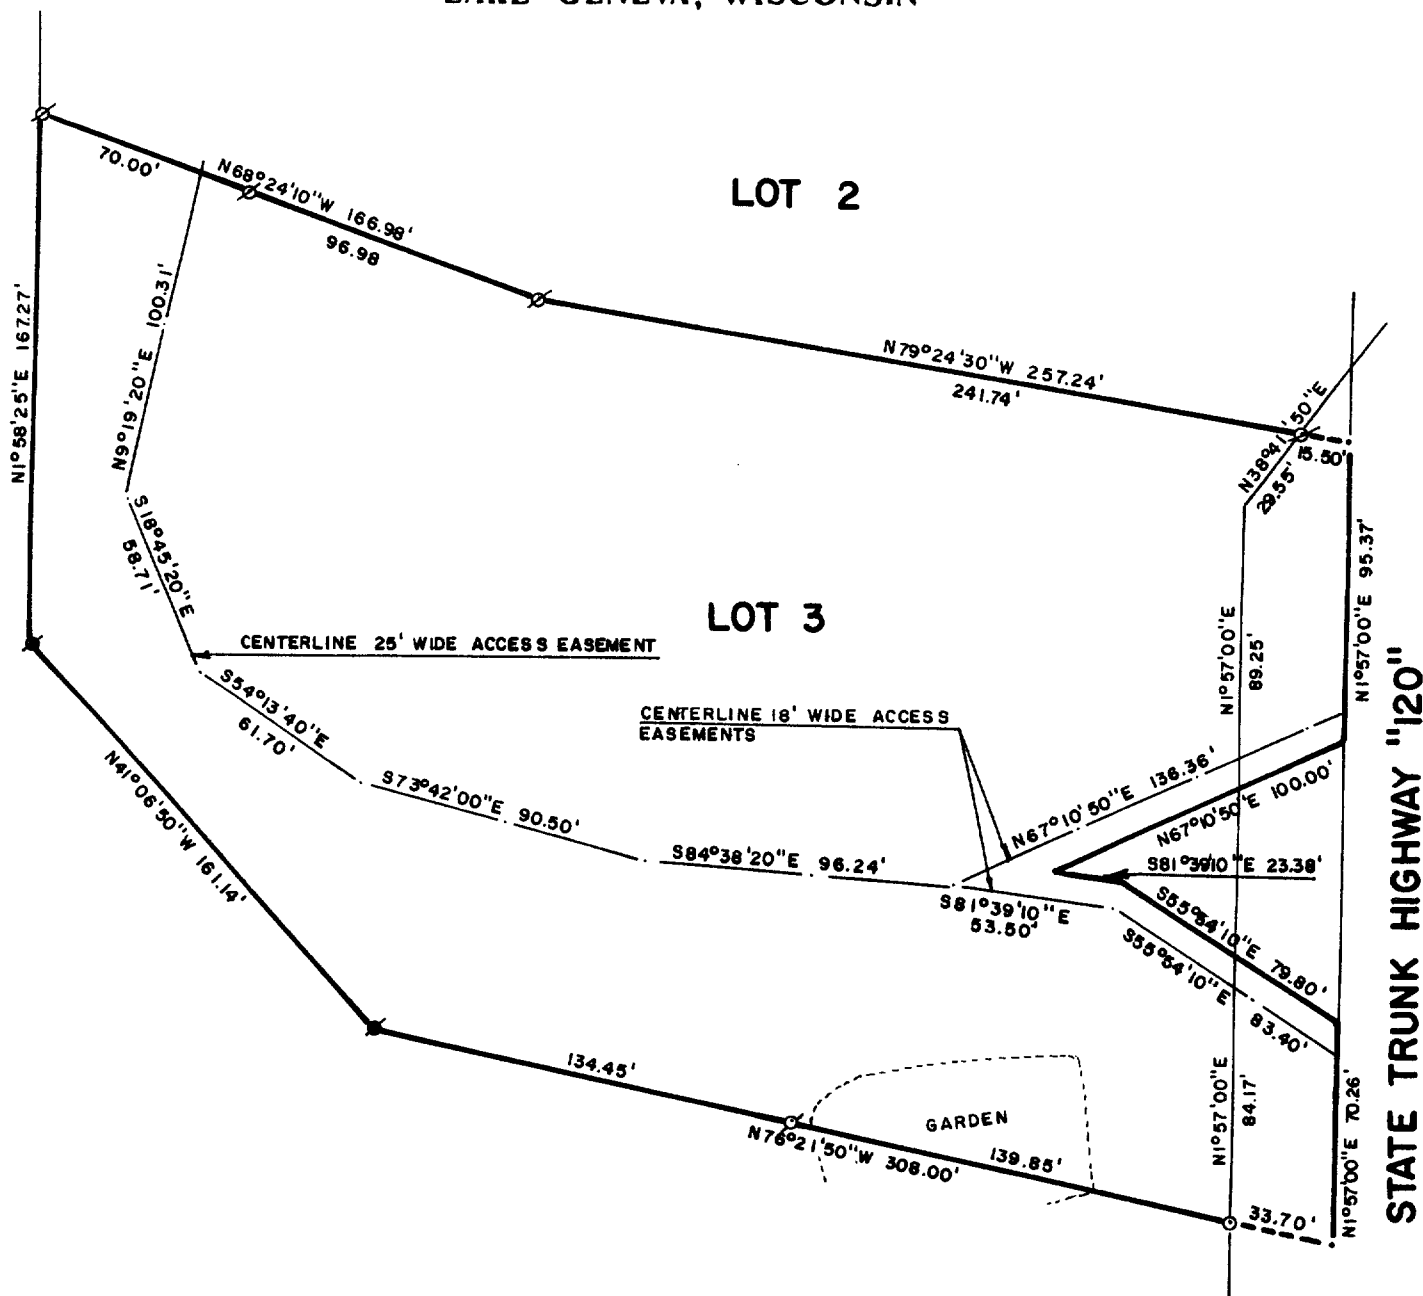 LAKE GENEVA, WISCONSIN
70.00'
N68°24'10"W 166.98'
96.98
LOT 2
N1°58'25"E 167.27'
N9°19'20"E 100.31'
N79°24'30"W 257.24'
241.74'
N38°41'50"E
29.55'
15.50'
S18°45'20"E
58.71'
N1°57'00"E 95.37'
LOT 3
N1°57'00"E
89.25'
CENTERLINE 25' WIDE ACCESS EASEMENT
S54°13'40"E
61.70'
CENTERLINE 18' WIDE ACCESS
EASEMENTS
STATE TRUNK HIGHWAY "120"
N41°06'50"W 161.14'
S73°42'00"E 90.50'
N67°10'50"E 136.36'
N67°10'50"E 100.00'
S84°38'20"E 96.24'
S81°39'10"E 23.38'
S81°39'10"E
53.50'
S55°54'10"E 79.80'
S55°54'10"E 83.40'
134.45'
GARDEN
N1°57'00"E
84.17'
N1°57'00"E 70.26'
N76°21'50"W 308.00'
139.85'
33.70'